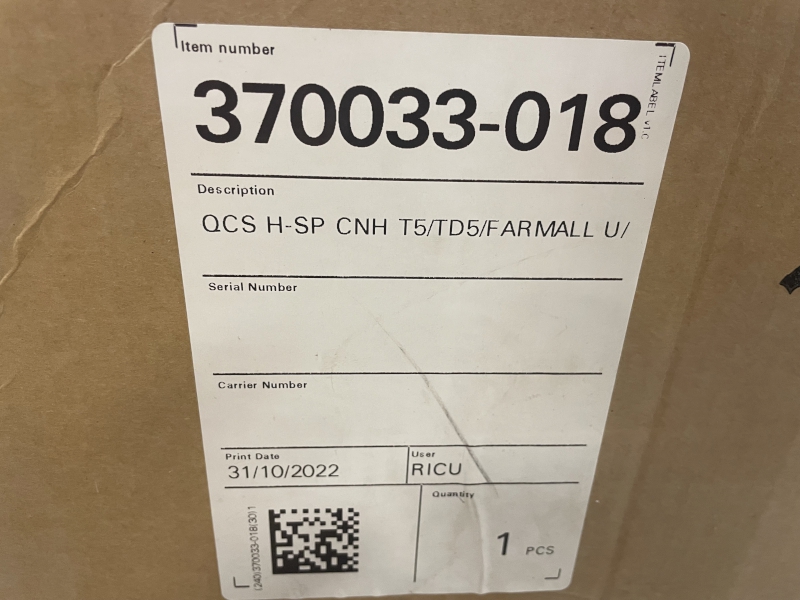 Item number
ITEMLABEL v1.0
370033-018
Description
QCS H-SP CNH T5/TD5/FARMALL U/
Serial Number
Carrier Number
Print Date
31/10/2022
User
RICU
Quantity
1 PCS
(240)370033-018(30)1